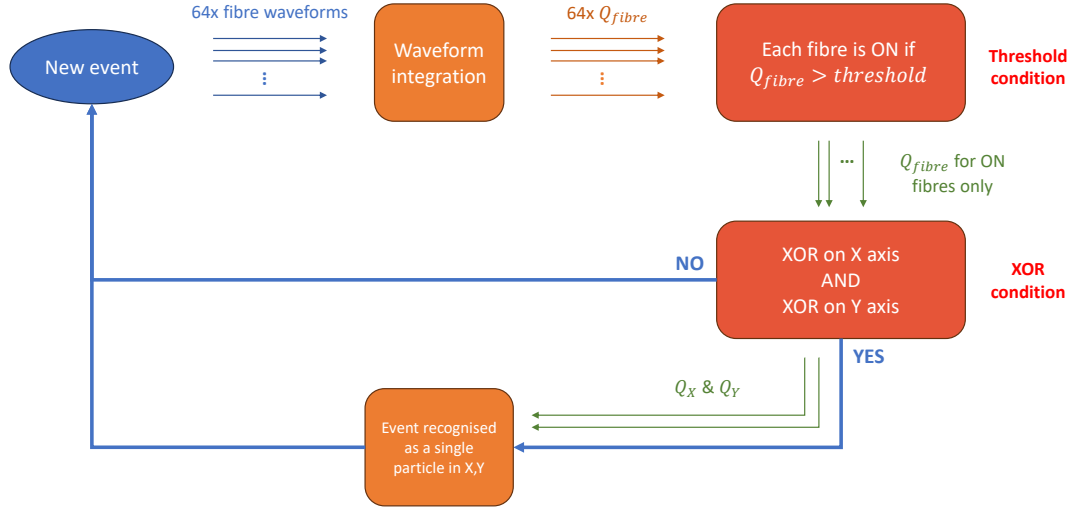 64x fibre waveforms
64x Q_fibre
New event
⋮
Waveform
integration
⋮
Each fibre is ON if
Q_fibre > threshold
Threshold
condition
...
Q_fibre for ON
fibres only
XOR on X axis
AND
XOR on Y axis
XOR
condition
NO
YES
Q_X & Q_Y
Event recognised
as a single
particle in X,Y